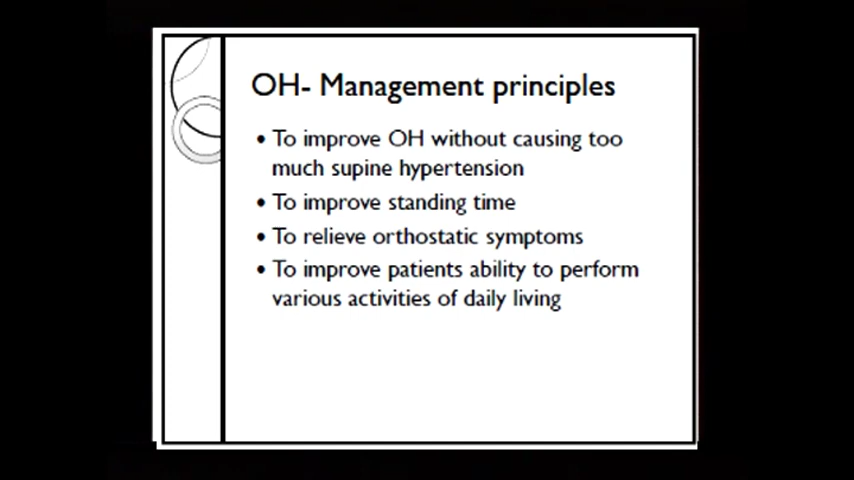 OH- Management principles
• To improve OH without causing too
much supine hypertension
• To improve standing time
• To relieve orthostatic symptoms
• To improve patients ability to perform
various activities of daily living